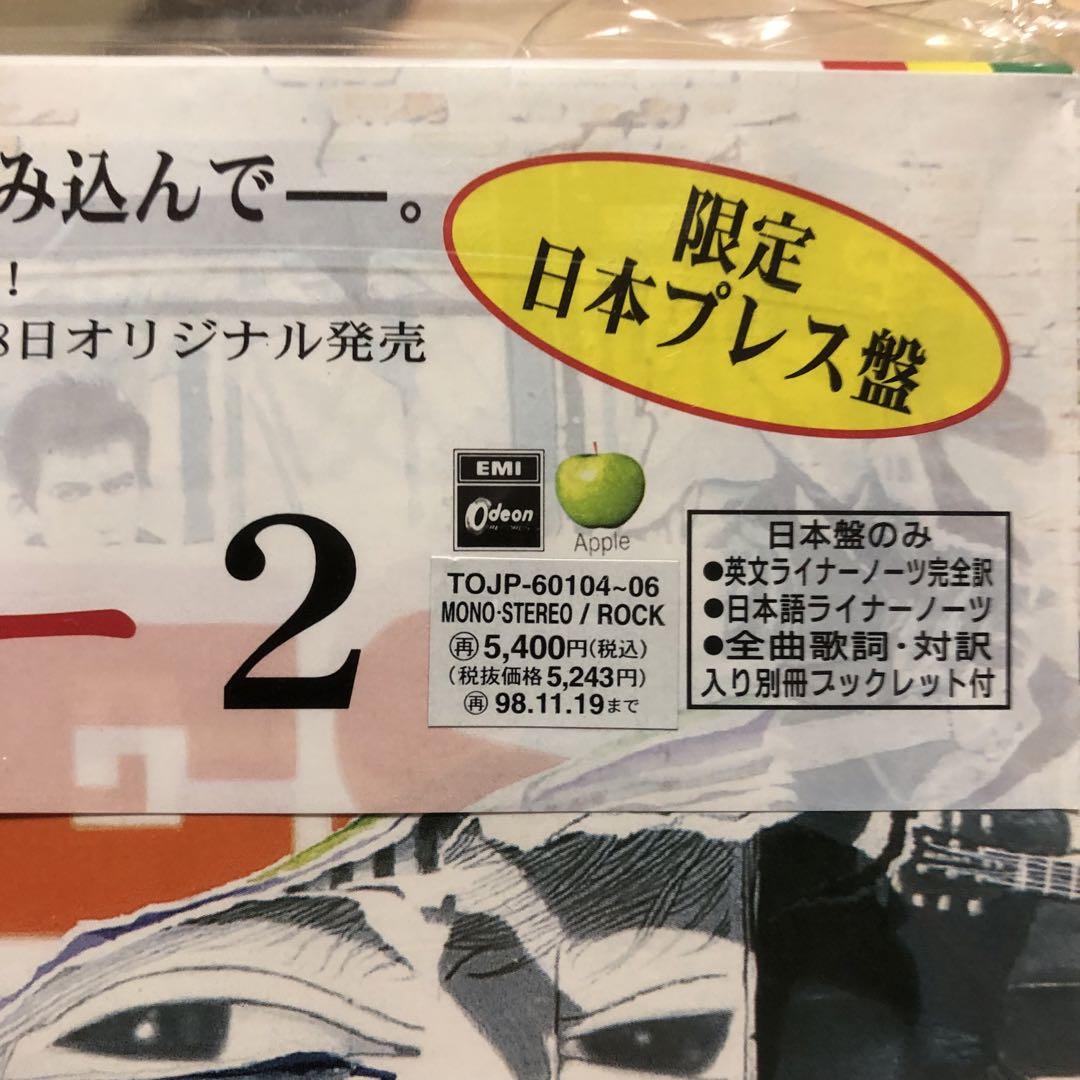 み込んで―。
!
8日オリジナル発売
限定
日本プレス盤
2
EMI
Odeon
Apple
TOJP-60104~06
MONO·STEREO / ROCK
再 5,400円(税込)
(税抜価格5,243円)
再 98.11.19まで
日本盤のみ
●英文ライナーノーツ完全訳
●日本語ライナーノーツ
●全曲歌詞・対訳
入り別冊ブックレット付